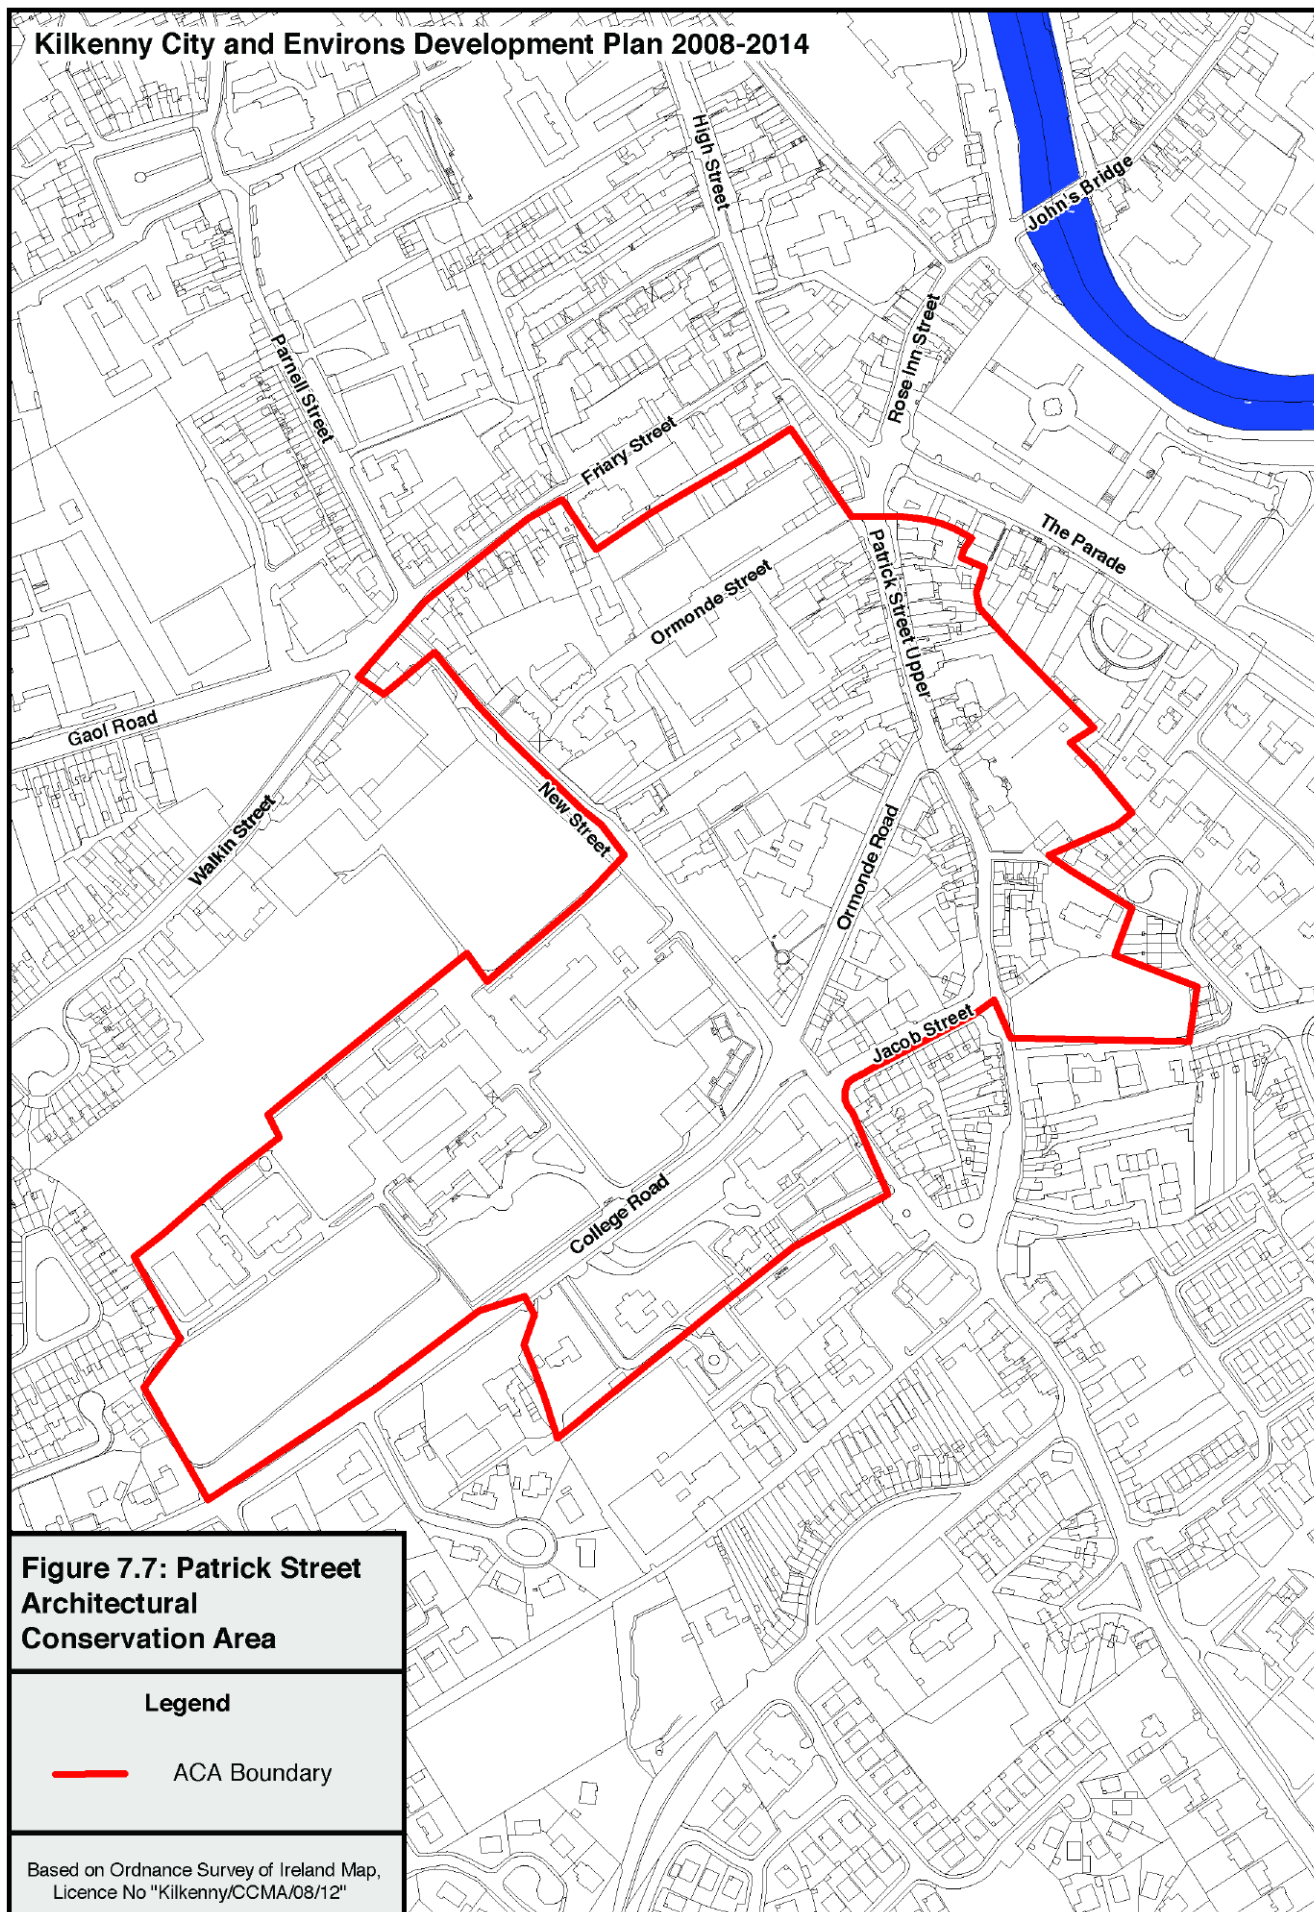 Kilkenny City and Environs Development Plan 2008-2014
High Street
John's Bridge
Rose Inn Street
Parnell Street
Friary Street
The Parade
Patrick Street Upper
Ormonde Street
Gaol Road
New Street
Walkin Street
Ormonde Road
Jacob Street
College Road
Figure 7.7: Patrick Street
Architectural
Conservation Area
Legend
ACA Boundary
Based on Ordnance Survey of Ireland Map,
Licence No "Kilkenny/CCMA/08/12"